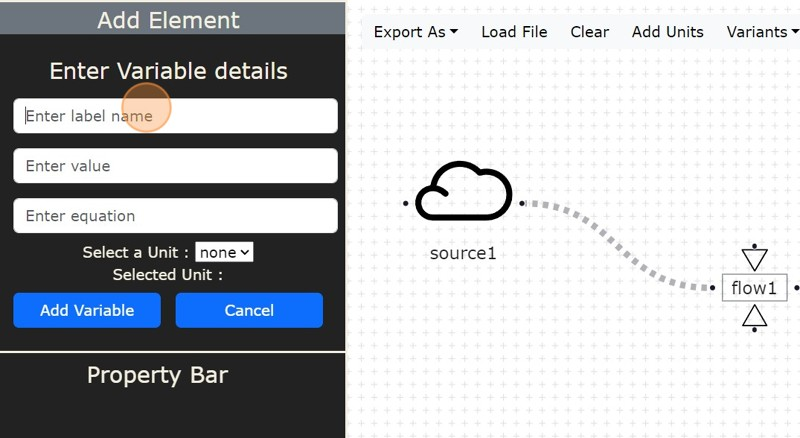 Add Element
Enter Variable details
Enter label name
Enter value
Enter equation
Select a Unit : none
Selected Unit :
Add Variable Cancel
Property Bar
Export As Load File Clear Add Units Variants
source1
flow1